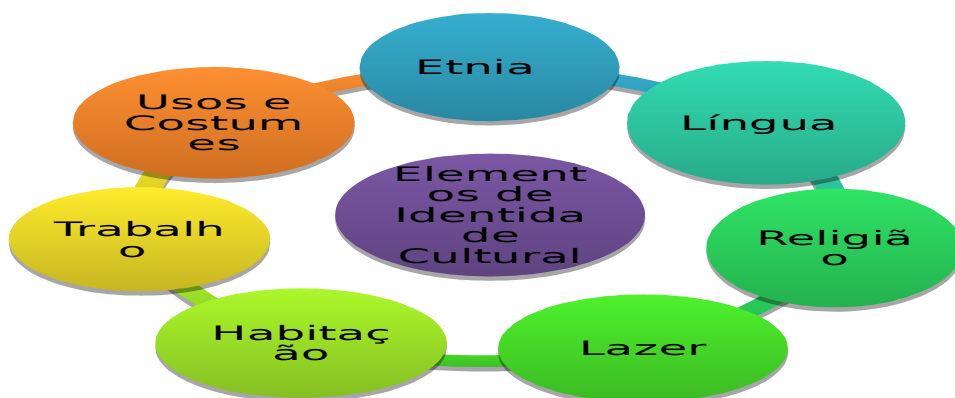 Etnia
Língua
Religiã
o
Lazer
Habitaç
ão
Trabalh
o
Usos e
Costum
es
Element
os de
Identida
de
Cultural